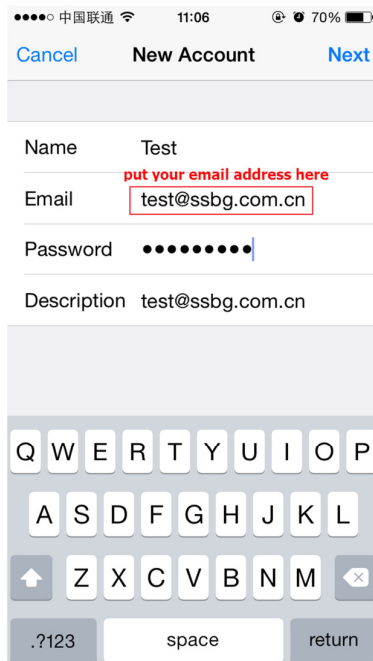 中国联通 11:06 70%
Cancel New Account Next
Name Test
put your email address here
Email test@ssbg.com.cn
Password ●●●●●●●●●
Description test@ssbg.com.cn
Q W E R T Y U I O P
A S D F G H J K L
Z X C V B N M
.?123 space return